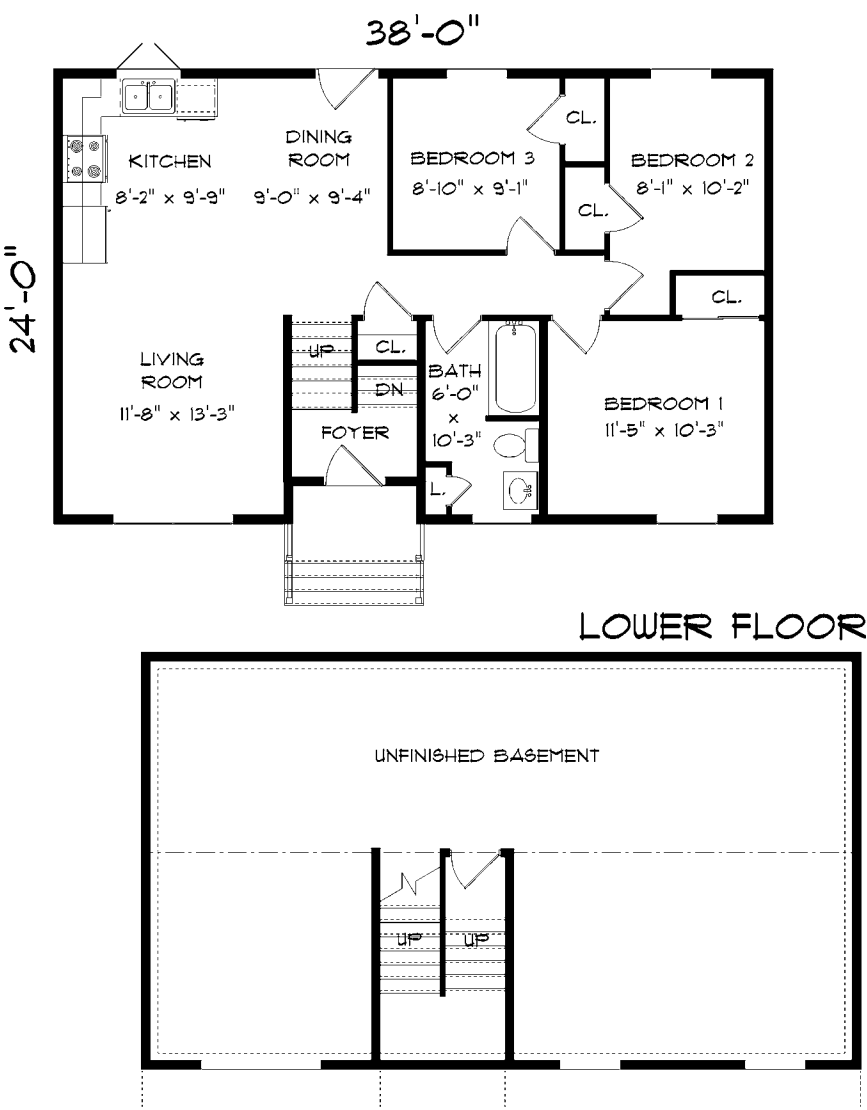 38'-0"
24'-0"
KITCHEN
8'-2" x 9'-9"
DINING
ROOM
9'-0" x 9'-4"
BEDROOM 3
8'-10" x 9'-1"
CL.
CL.
BEDROOM 2
8'-1" x 10'-2"
CL.
LIVING
ROOM
11'-8" x 13'-3"
UP
CL.
DN
FOYER
BATH
6'-0"
x
10'-3"
L.
BEDROOM 1
11'-5" x 10'-3"
LOWER FLOOR
UNFINISHED BASEMENT
UP
UP